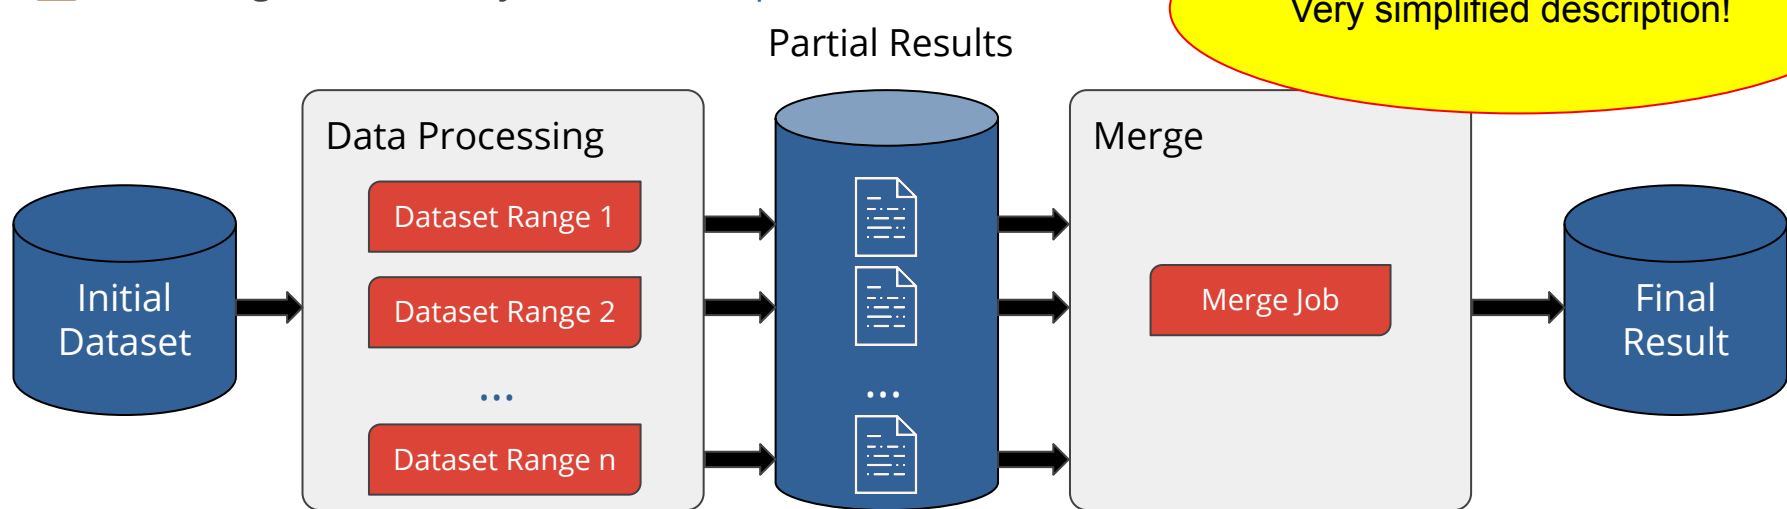 Very simplified description!
Partial Results
Data Processing
Merge
Dataset Range 1
Dataset Range 2
...
Dataset Range n
...
Initial
Dataset
Merge Job
Final
Result